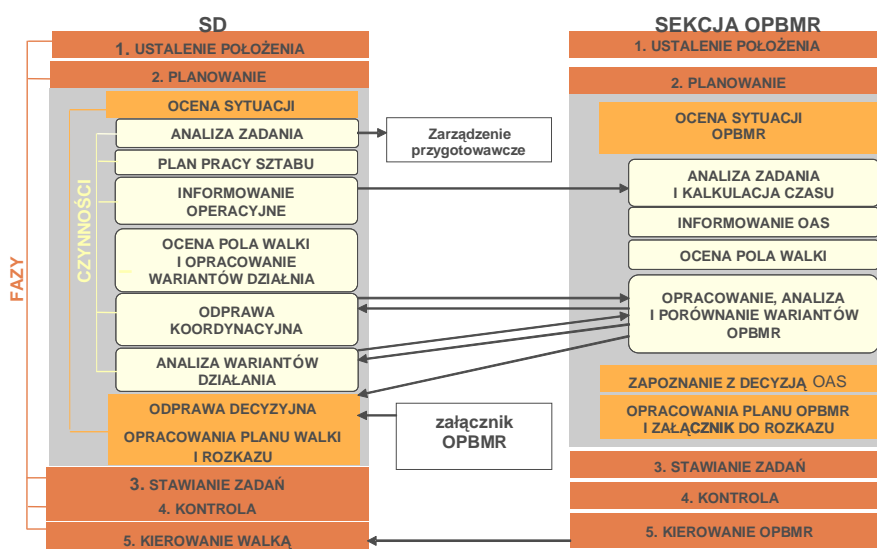 SD
1. USTALENIE POŁOŻENIA
2. PLANOWANIE
OCENA SYTUACJI
ANALIZA ZADANIA
PLAN PRACY SZTABU
INFORMOWANIE
OPERACYJNE
OCENA POLA WALKI
I OPRACOWANIE
WARIANTÓW DZIAŁNIA
ODPRAWA
KOORDYNACYJNA
ANALIZA WARIANTÓW
DZIAŁANIA
ODPRAWA DECYZYJNA
OPRACOWANIA PLANU WALKI
I ROZKAZU
3. STAWIANIE ZADAŃ
4. KONTROLA
5. KIEROWANIE WALKĄ
FAZY
CZYNNOŚCI
Zarządzenie
przygotowawcze
załącznik
OPBMR
SEKCJA OPBMR
1. USTALENIE POŁOŻENIA
2. PLANOWANIE
OCENA SYTUACJI
OPBMR
ANALIZA ZADANIA
I KALKULACJA CZASU
INFORMOWANIE OAS
OCENA POLA WALKI
OPRACOWANIE, ANALIZA
I PORÓWNANIE WARIANTÓW
OPBMR
ZAPOZNANIE Z DECYZJĄ OAS
OPRACOWANIA PLANU OPBMR
I ZAŁĄCZNIK DO ROZKAZU
3. STAWIANIE ZADAŃ
4. KONTROLA
5. KIEROWANIE OPBMR